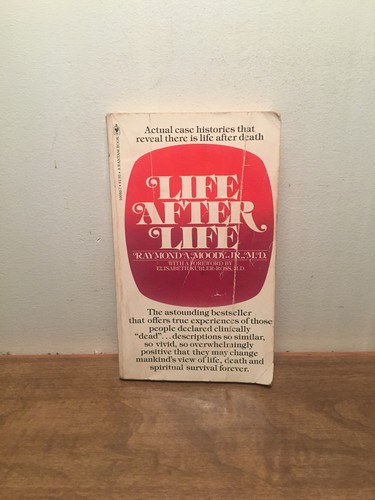 Actual case histories that
reveal there is life after death
LIFE
AFTER
LIFE
RAYMOND A. MOODY, JR., M.D.
WITH A FOREWORD BY
ELISABETH KUBLER-ROSS, M.D.
The astounding bestseller
that offers true experiences of those
people declared clinically
"dead"...descriptions so similar,
so vivid, so overwhelmingly
positive that they may change
mankind's view of life, death and
spiritual survival forever.
A BANTAM BOOK